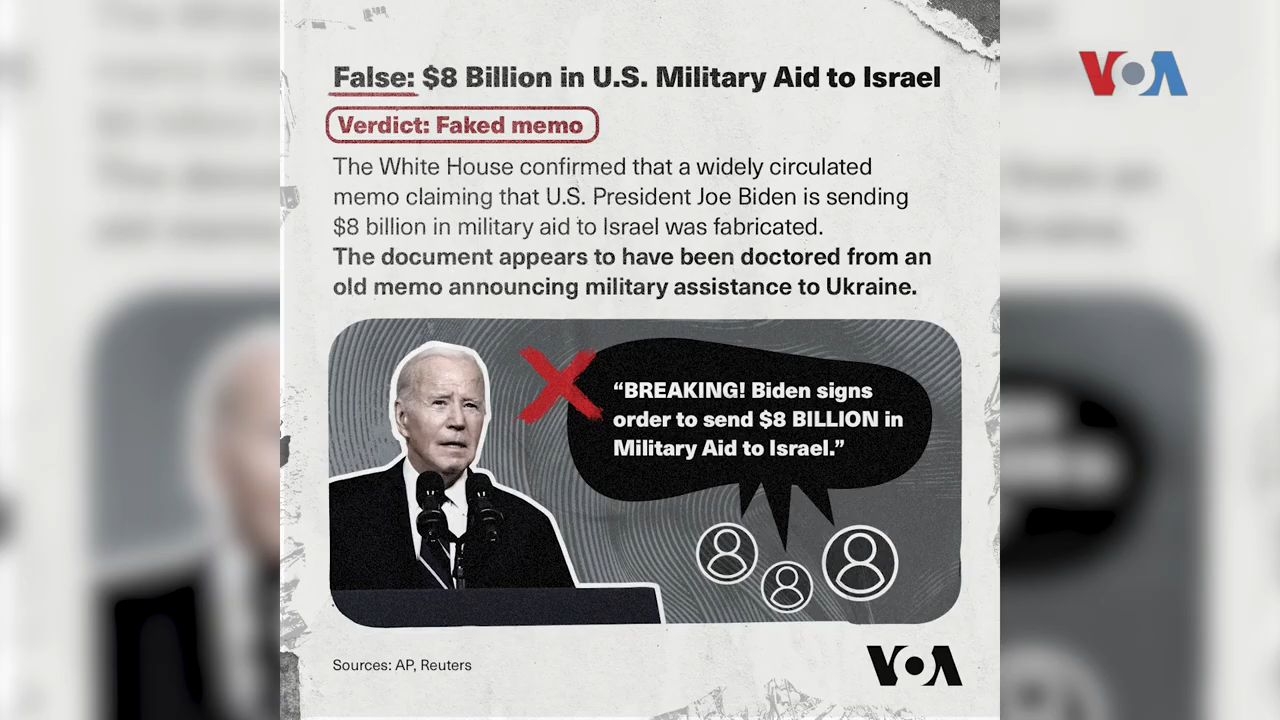 False: $8 Billion in U.S. Military Aid to Israel
VOA
Verdict: Faked memo
The White House confirmed that a widely circulated
memo claiming that U.S. President Joe Biden is sending
$8 billion in military aid to Israel was fabricated.
The document appears to have been doctored from an
old memo announcing military assistance to Ukraine.
“BREAKING! Biden signs
order to send $8 BILLION in
Military Aid to Israel.”
Sources: AP, Reuters
VOA